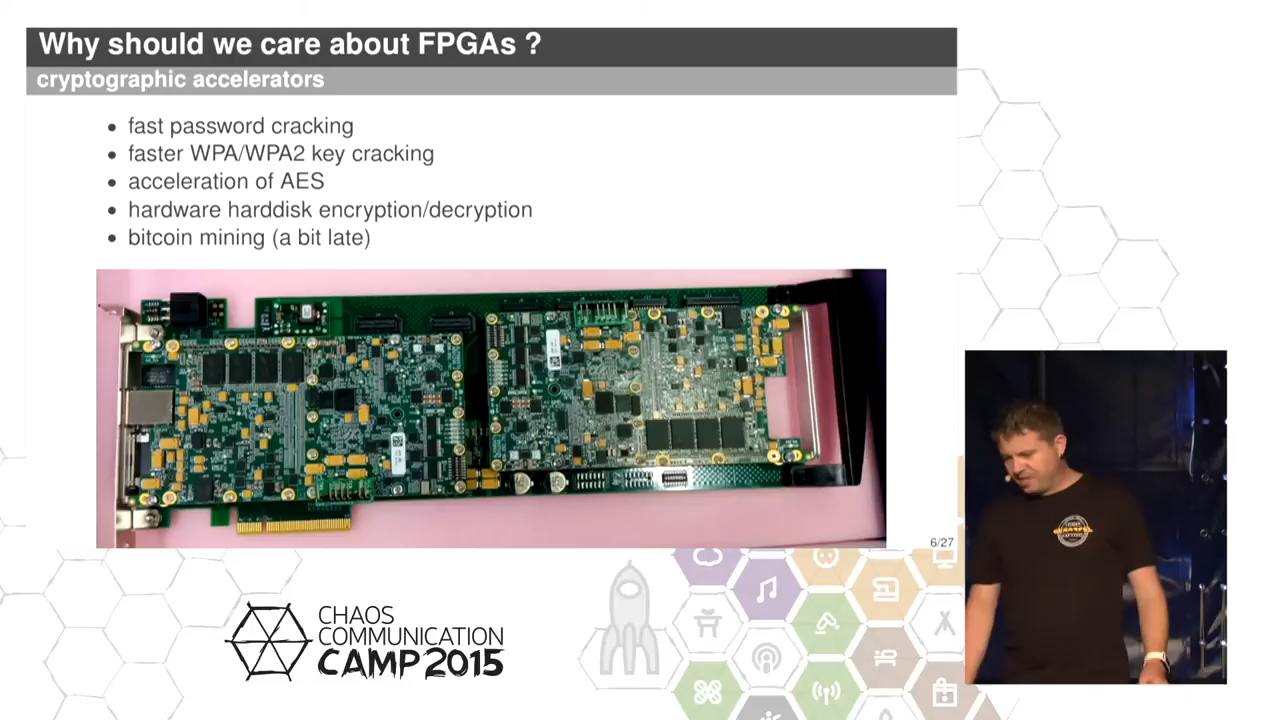 Why should we care about FPGAs ?
cryptographic accelerators
fast password cracking
faster WPA/WPA2 key cracking
acceleration of AES
hardware harddisk encryption/decryption
bitcoin mining (a bit late)
6/27
CHAOS
COMMUNICATION
CAMP 2015